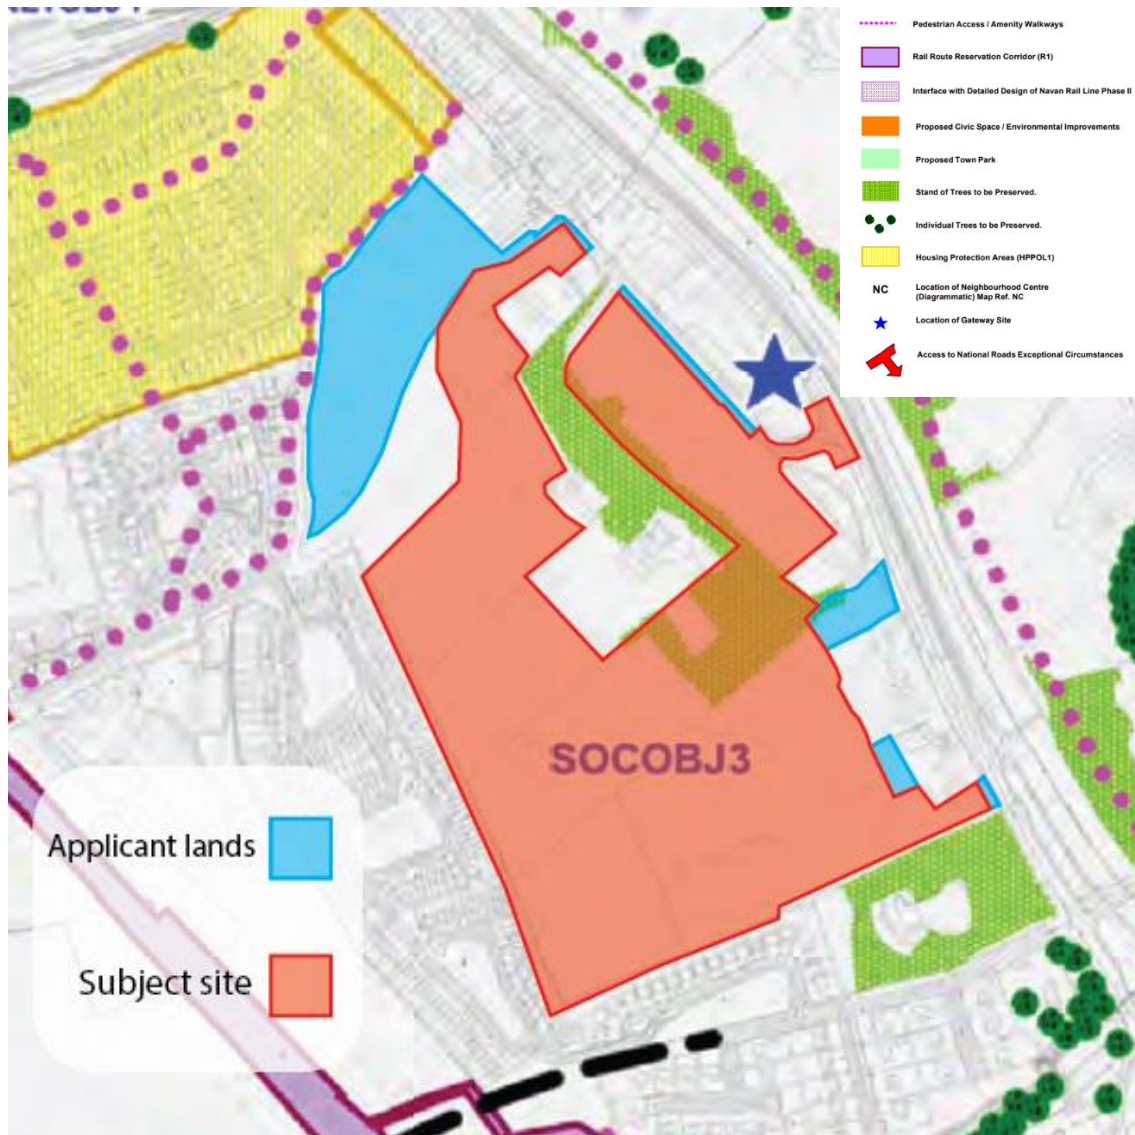 Pedestrian Access / Amenity Walkways
Rail Route Reservation Corridor (R1)
Interface with Detailed Design of Navan Rail Line Phase II
Proposed Civic Space / Environmental Improvements
Proposed Town Park
Stand of Trees to be Preserved.
Individual Trees to be Preserved.
Housing Protection Areas (HPPOL1)
NC
Location of Neighbourhood Centre
(Diagrammatic) Map Ref. NC
Location of Gateway Site
Access to National Roads Exceptional Circumstances
SOCOBJ3
Applicant lands
Subject site